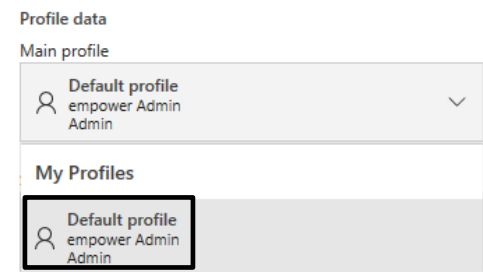 Profile data
Main profile
Default profile
empower Admin
Admin
My Profiles
Default profile
empower Admin
Admin